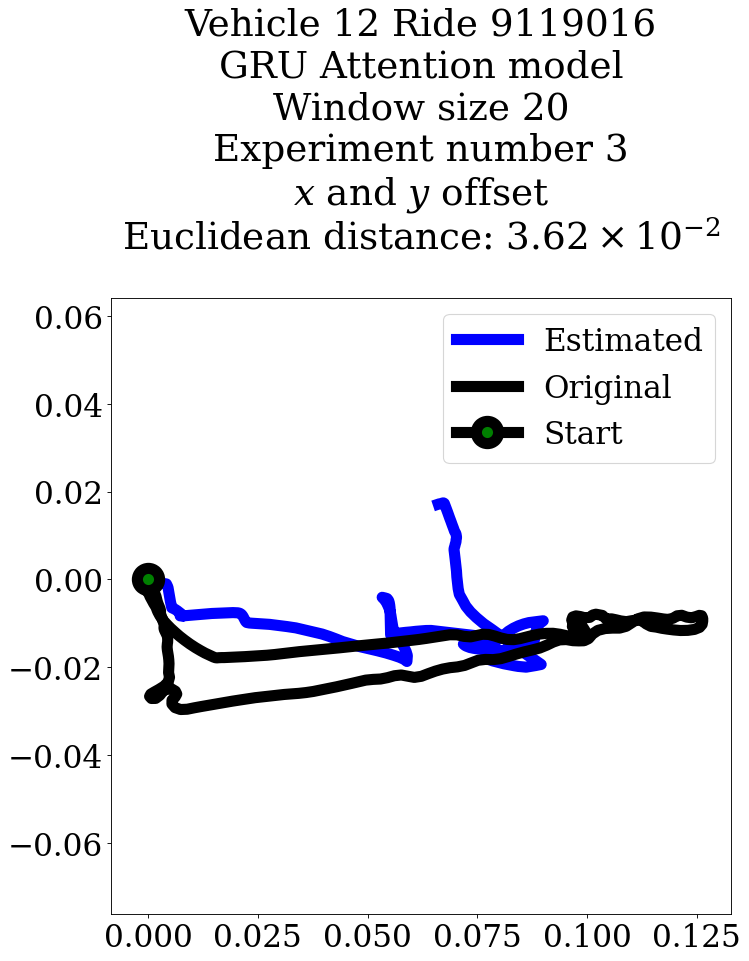 Vehicle 12 Ride 9119016
GRU Attention model
Window size 20
Experiment number 3
x and y offset
Euclidean distance: 3.62 × 10⁻²
Estimated
Original
Start
0.06
0.04
0.02
0.00
−0.02
−0.04
−0.06
0.000 0.025 0.050 0.075 0.100 0.125